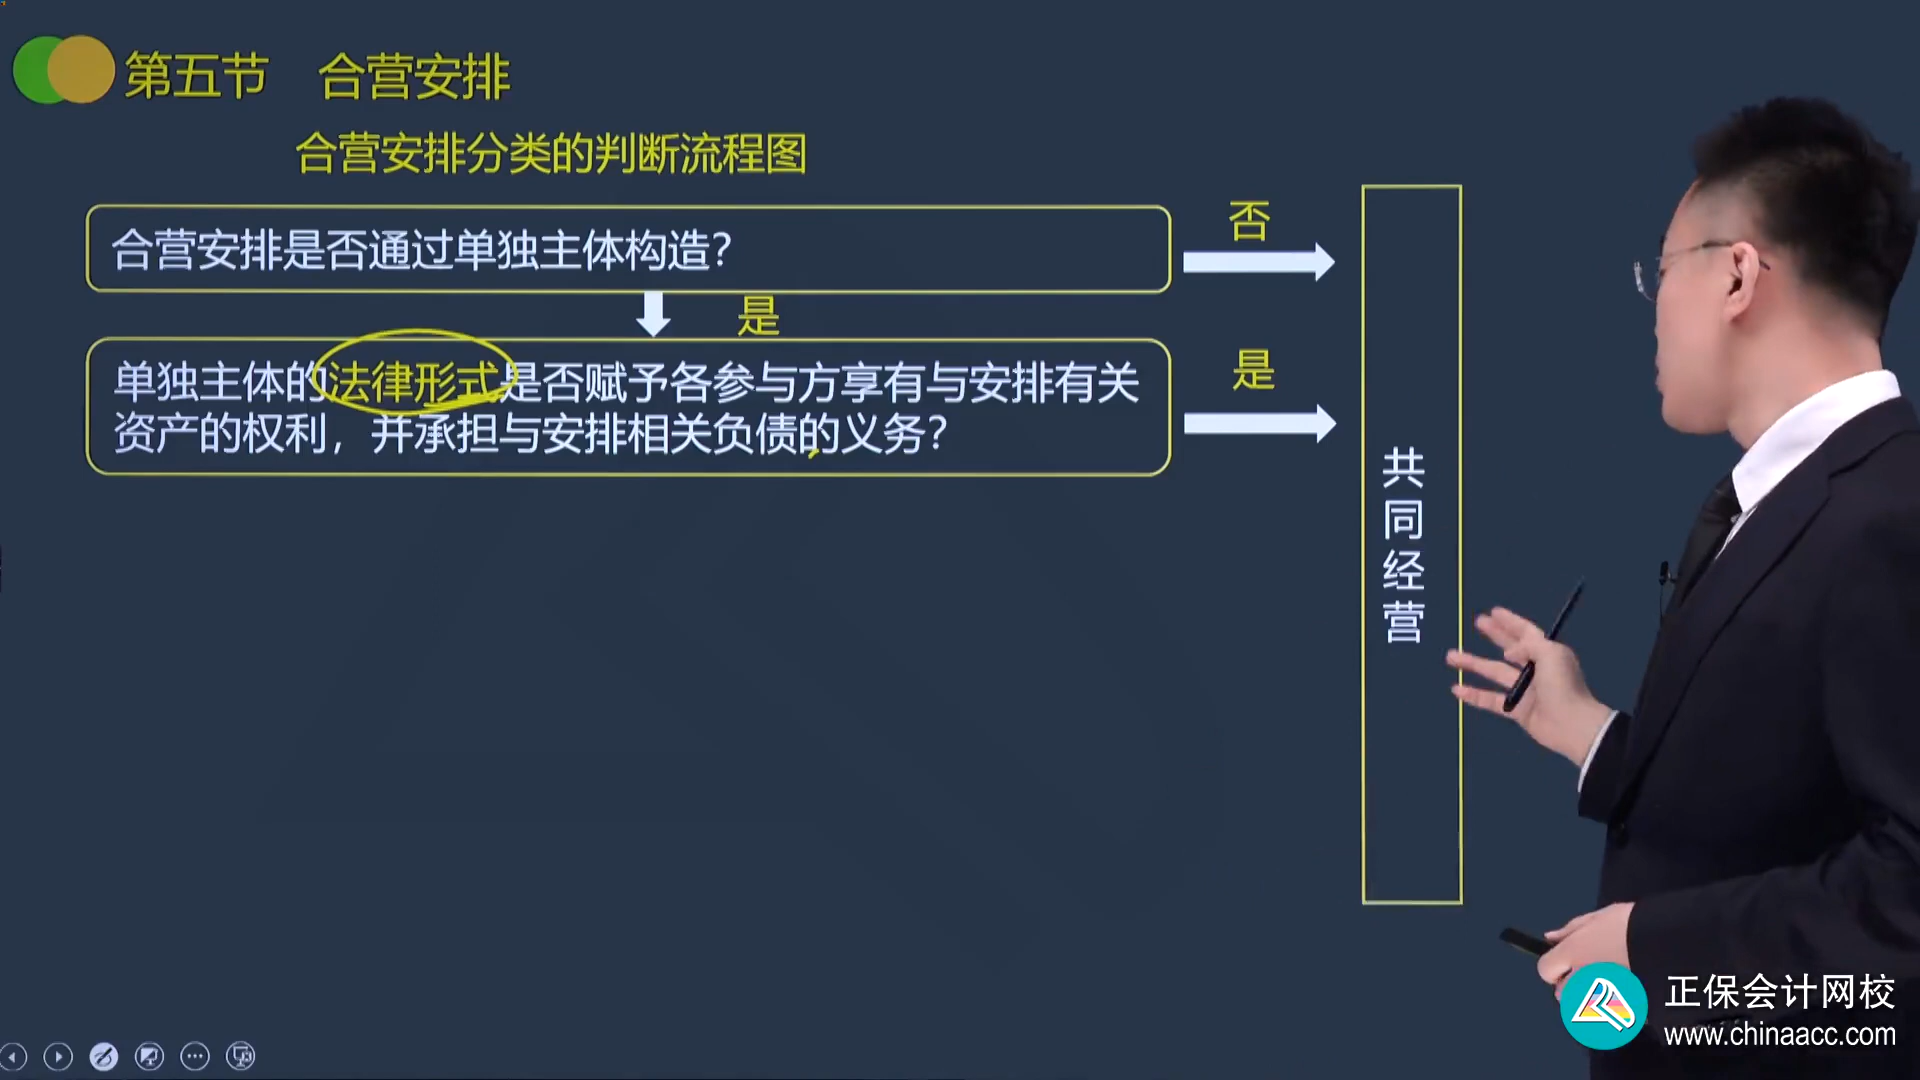 第五节 合营安排
合营安排分类的判断流程图
合营安排是否通过单独主体构造？
否
是
单独主体的法律形式是否赋予各参与方享有与安排有关
资产的权利，并承担与安排相关负债的义务？
是
共同经营
正保会计网校
www.chinaacc.com